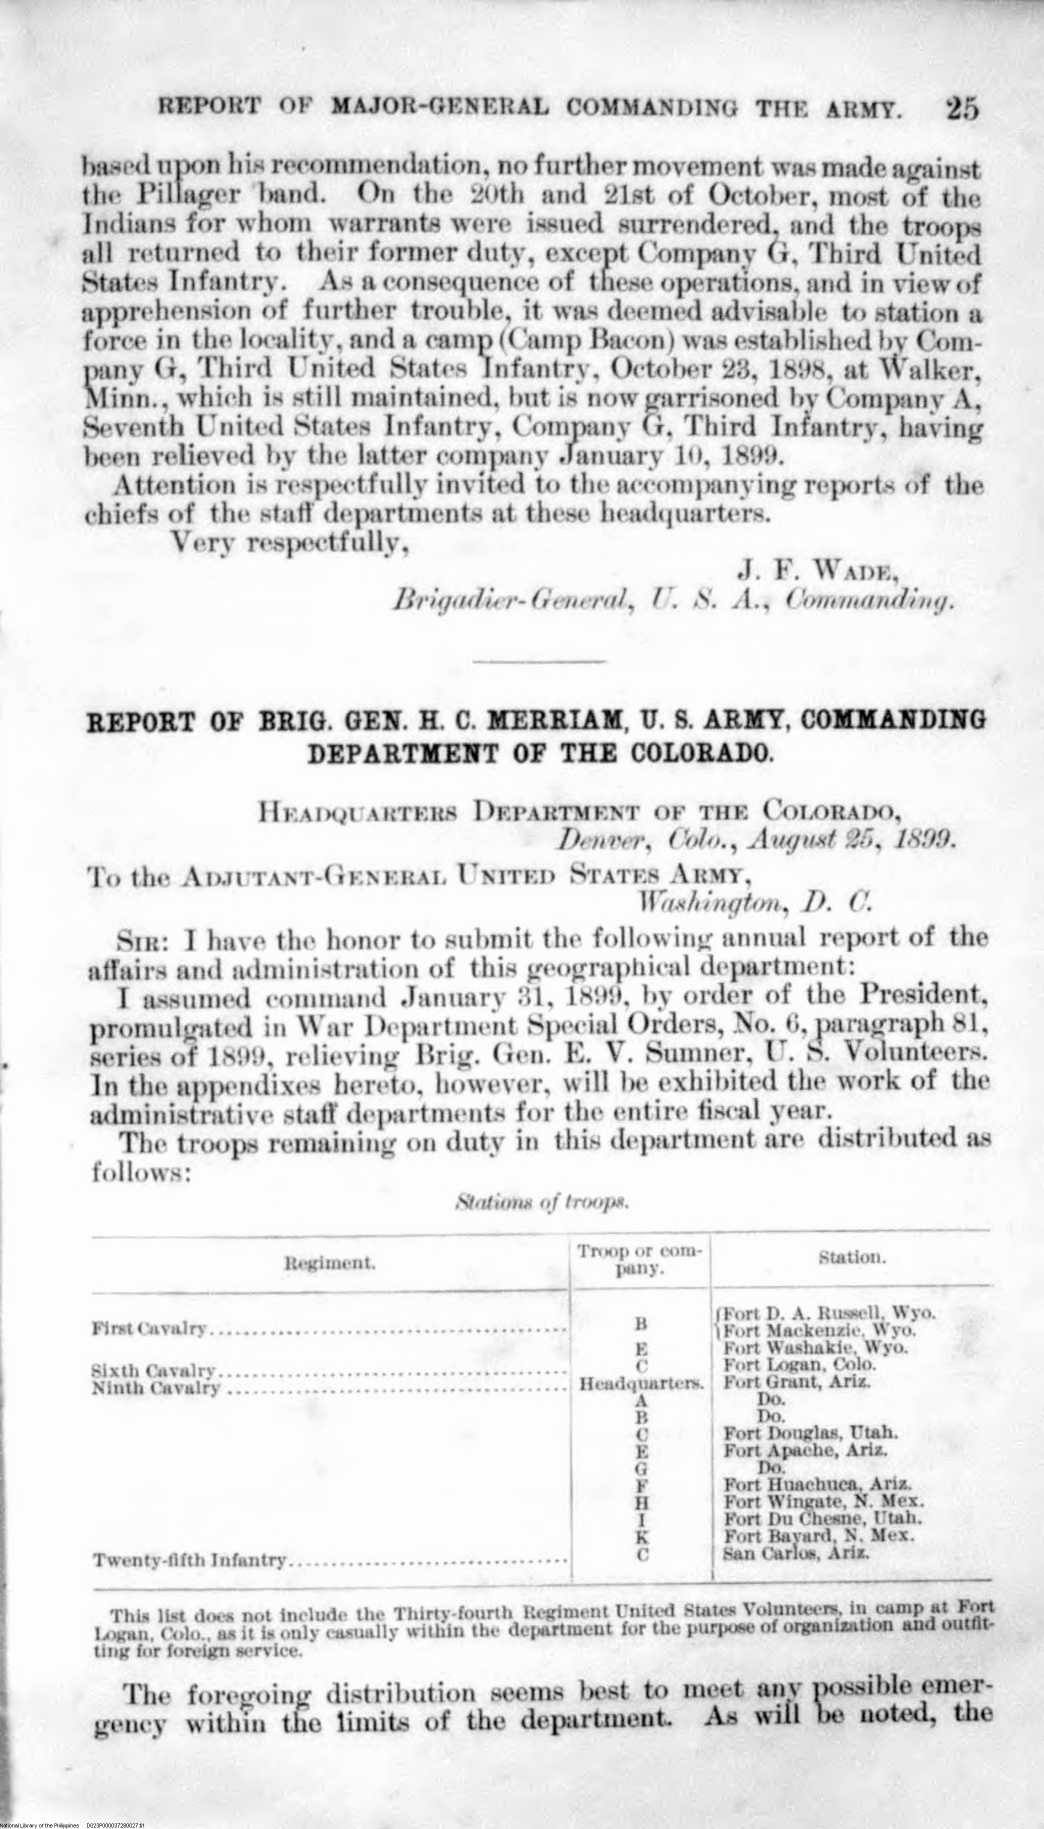 REPORT OF MAJOR-GENERAL COMMANDING THE ARMY. 25
based upon his recommendation, no further movement was made against
the Pillager band. On the 20th and 21st of October, most of the
Indians for whom warrants were issued surrendered, and the troops
all returned to their former duty, except Company G, Third United
States Infantry. As a consequence of these operations, and in view of
apprehension of further trouble, it was deemed advisable to station a
force in the locality, and a camp (Camp Bacon) was established by Com-
pany G, Third United States Infantry, October 23, 1898, at Walker,
Minn., which is still maintained, but is now garrisoned by Company A,
Seventh United States Infantry, Company G, Third Infantry, having
been relieved by the latter company January 10, 1899.
Attention is respectfully invited to the accompanying reports of the
chiefs of the staff departments at these headquarters.
Very respectfully,
J. F. WADE,
Brigadier-General, U. S. A., Commanding.
REPORT OF BRIG. GEN. H. C. MERRIAM, U. S. ARMY, COMMANDING
DEPARTMENT OF THE COLORADO.
HEADQUARTERS DEPARTMENT OF THE COLORADO,
Denver, Colo., August 25, 1899.
To the ADJUTANT-GENERAL UNITED STATES ARMY,
Washington, D. C.
SIR: I have the honor to submit the following annual report of the
affairs and administration of this geographical department:
I assumed command January 31, 1899, by order of the President,
promulgated in War Department Special Orders, No. 6, paragraph 81,
series of 1899, relieving Brig. Gen. E. V. Sumner, U. S. Volunteers.
In the appendixes hereto, however, will be exhibited the work of the
administrative staff departments for the entire fiscal year.
The troops remaining on duty in this department are distributed as
follows:
Stations of troops.
Regiment. Troop or com-pany. Station.
First Cavalry B {Fort D. A. Russell, Wyo.
Fort Mackenzie, Wyo.
E Fort Washakie, Wyo.
Sixth Cavalry C Fort Logan, Colo.
Ninth Cavalry Headquarters. Fort Grant, Ariz.
A Do.
B Do.
C Fort Douglas, Utah.
E Fort Apache, Ariz.
G Do.
F Fort Huachuca, Ariz.
H Fort Wingate, N. Mex.
I Fort Du Chesne, Utah.
K Fort Bayard, N. Mex.
Twenty-fifth Infantry C San Carlos, Ariz.
This list does not include the Thirty-fourth Regiment United States Volunteers, in camp at Fort
Logan, Colo., as it is only casually within the department for the purpose of organization and outfit-
ting for foreign service.
The foregoing distribution seems best to meet any possible emer-
gency within the limits of the department. As will be noted, the
National Library of the Philippines D023P000037280027.tif